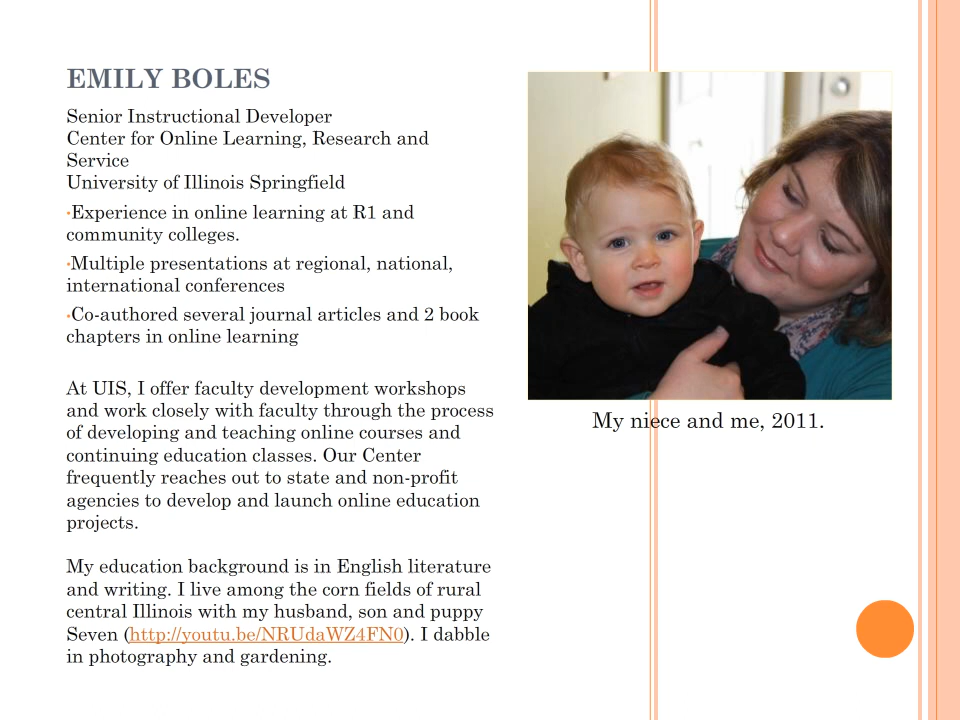 EMILY BOLES
Senior Instructional Developer
Center for Online Learning, Research and
Service
University of Illinois Springfield
•Experience in online learning at R1 and
community colleges.
•Multiple presentations at regional, national,
international conferences
•Co-authored several journal articles and 2 book
chapters in online learning
At UIS, I offer faculty development workshops
and work closely with faculty through the process
of developing and teaching online courses and
continuing education classes. Our Center
frequently reaches out to state and non-profit
agencies to develop and launch online education
projects.
My education background is in English literature
and writing. I live among the corn fields of rural
central Illinois with my husband, son and puppy
Seven (http://youtu.be/NRUdaWZ4FN0). I dabble
in photography and gardening.
My niece and me, 2011.